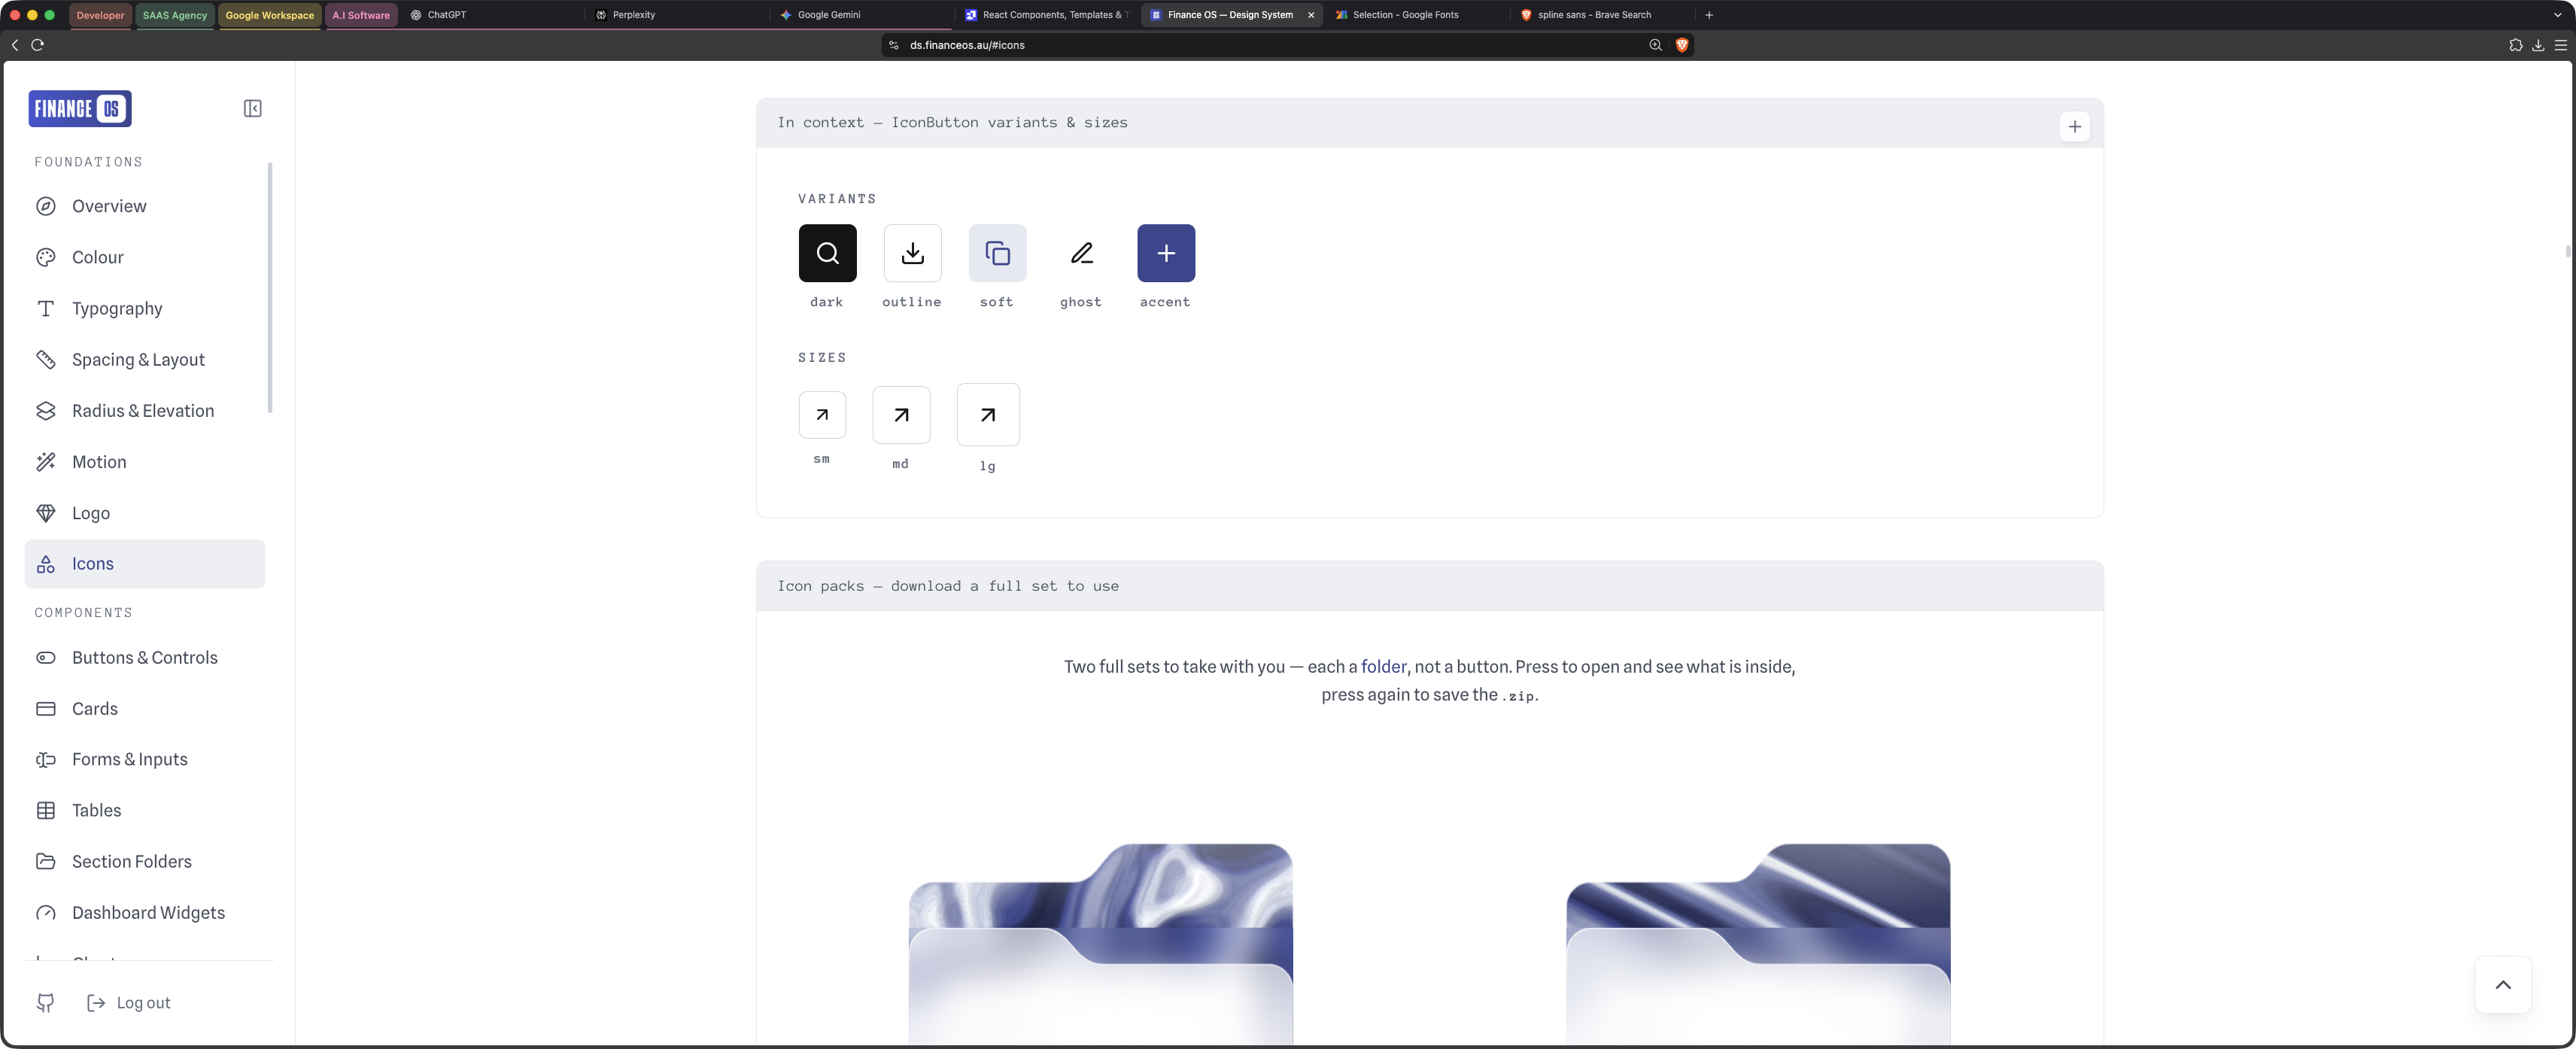 Developer
SAAS Agency
Google Workspace
A.I Software
ChatGPT
Perplexity
Google Gemini
React Components, Templates & T
Finance OS — Design System
Selection - Google Fonts
spline sans - Brave Search
ds.financeos.au/#icons
FINANCE OS
FOUNDATIONS
Overview
Colour
Typography
Spacing & Layout
Radius & Elevation
Motion
Logo
Icons
COMPONENTS
Buttons & Controls
Cards
Forms & Inputs
Tables
Section Folders
Dashboard Widgets
Log out
In context — IconButton variants & sizes
VARIANTS
dark
outline
soft
ghost
accent
SIZES
sm
md
lg
Icon packs — download a full set to use
Two full sets to take with you — each a folder, not a button. Press to open and see what is inside,
press again to save the .zip.